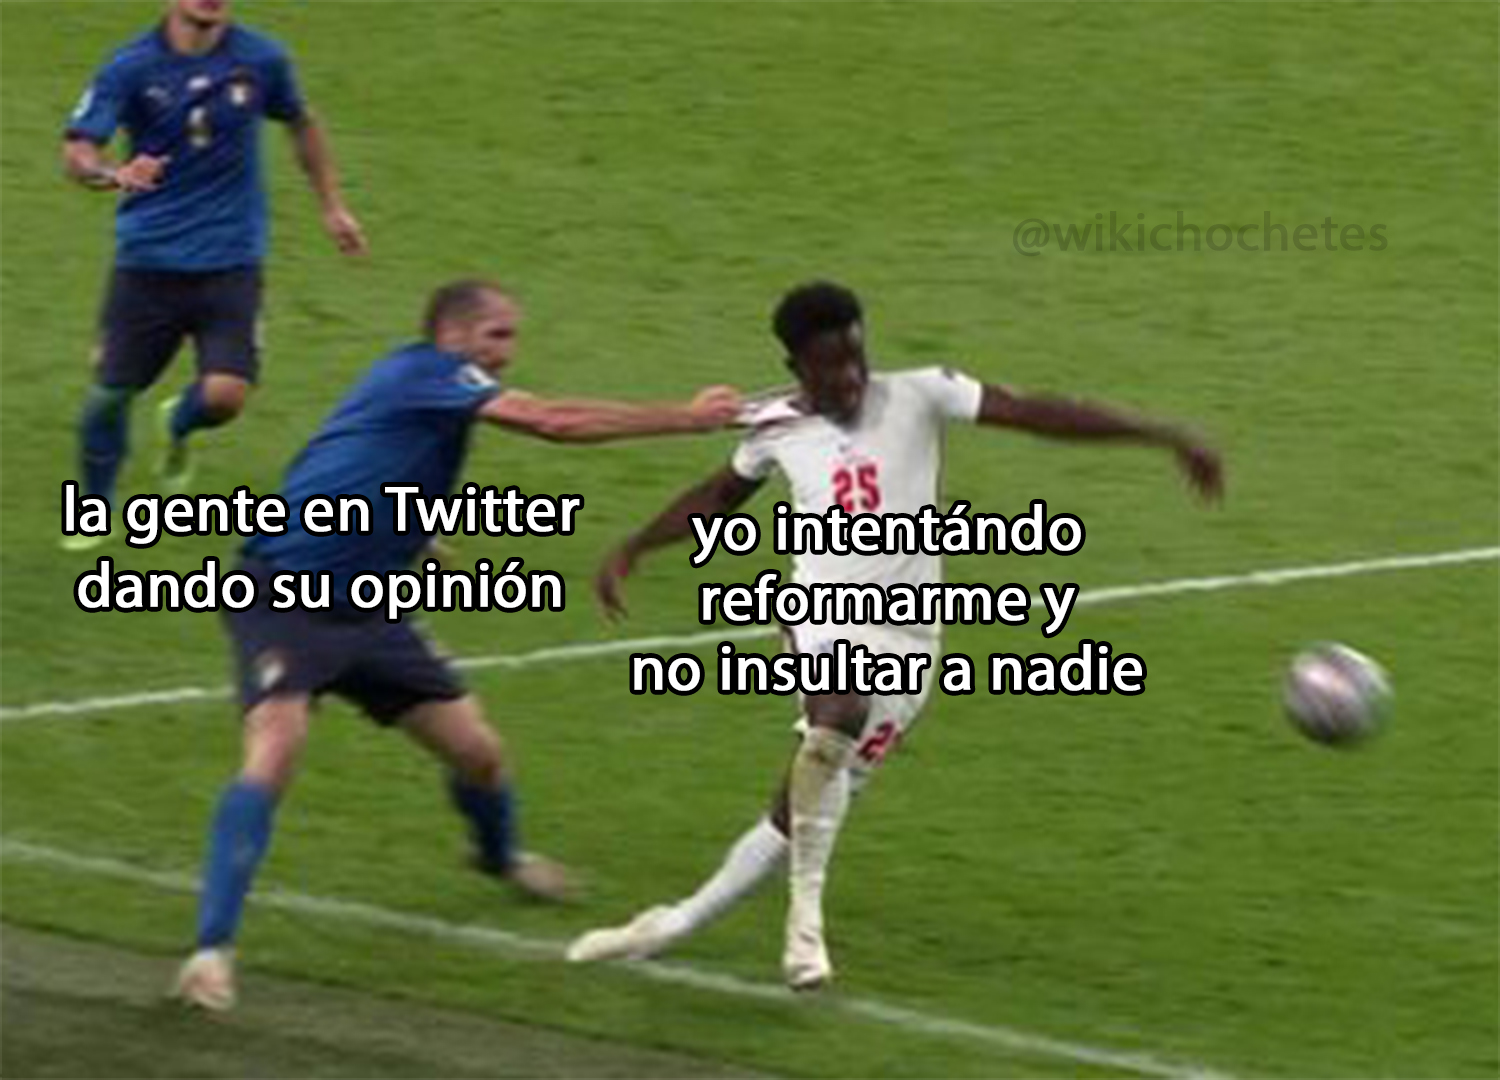 @wikichochetes
25
la gente en Twitter
dando su opinión
yo intentándo
reformarme y
no insultar a nadie